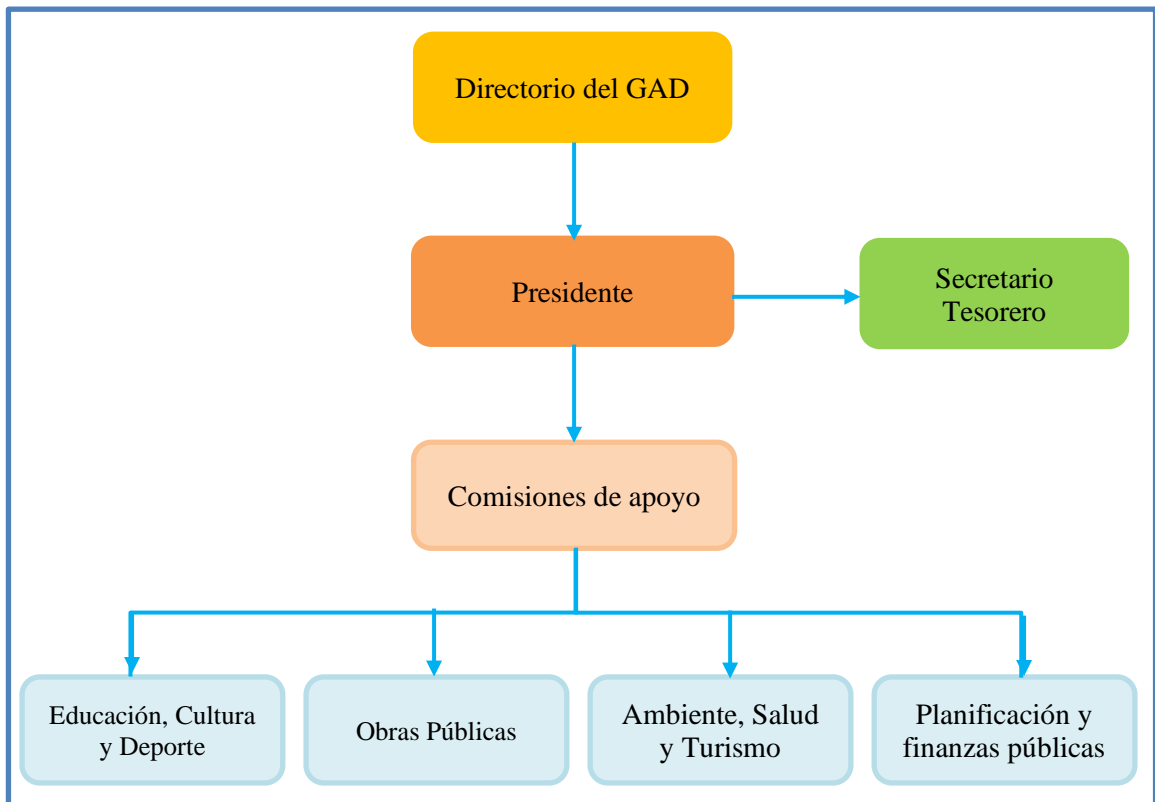 Directorio del GAD
Presidente
Secretario
Tesorero
Comisiones de apoyo
Educación, Cultura
y Deporte
Obras Públicas
Ambiente, Salud
y Turismo
Planificación y
finanzas públicas